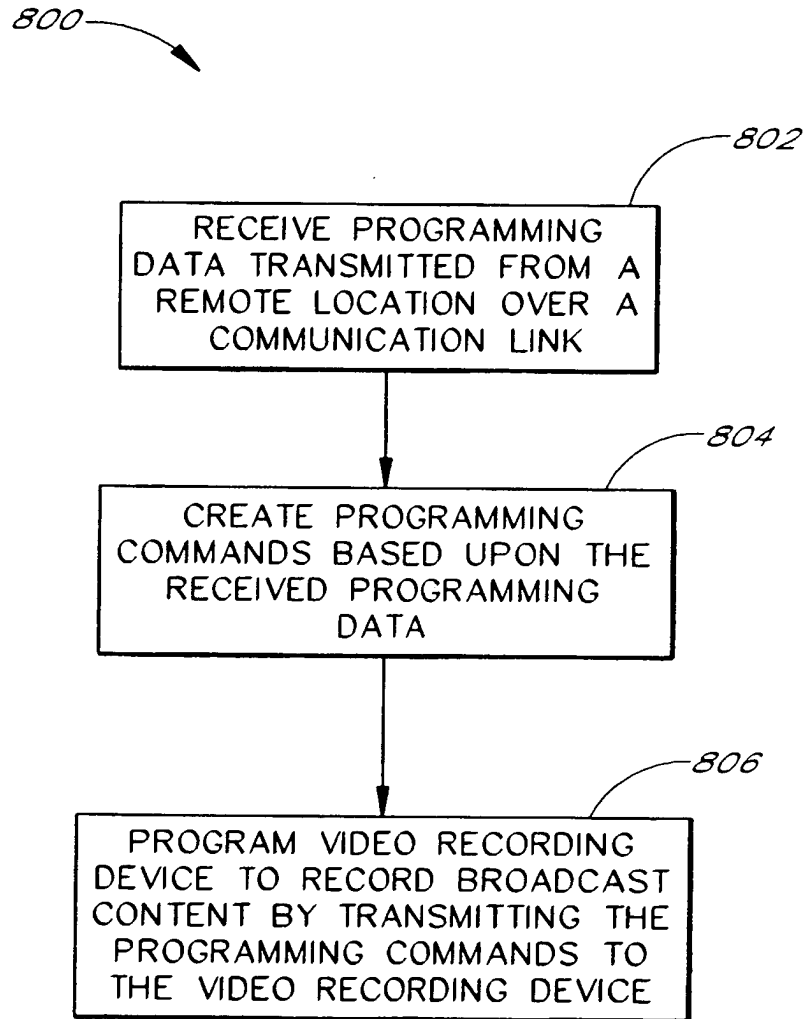 800
802
RECEIVE PROGRAMMING
DATA TRANSMITTED FROM A
REMOTE LOCATION OVER A
COMMUNICATION LINK
804
CREATE PROGRAMMING
COMMANDS BASED UPON THE
RECEIVED PROGRAMMING
DATA
806
PROGRAM VIDEO RECORDING
DEVICE TO RECORD BROADCAST
CONTENT BY TRANSMITTING THE
PROGRAMMING COMMANDS TO
THE VIDEO RECORDING DEVICE